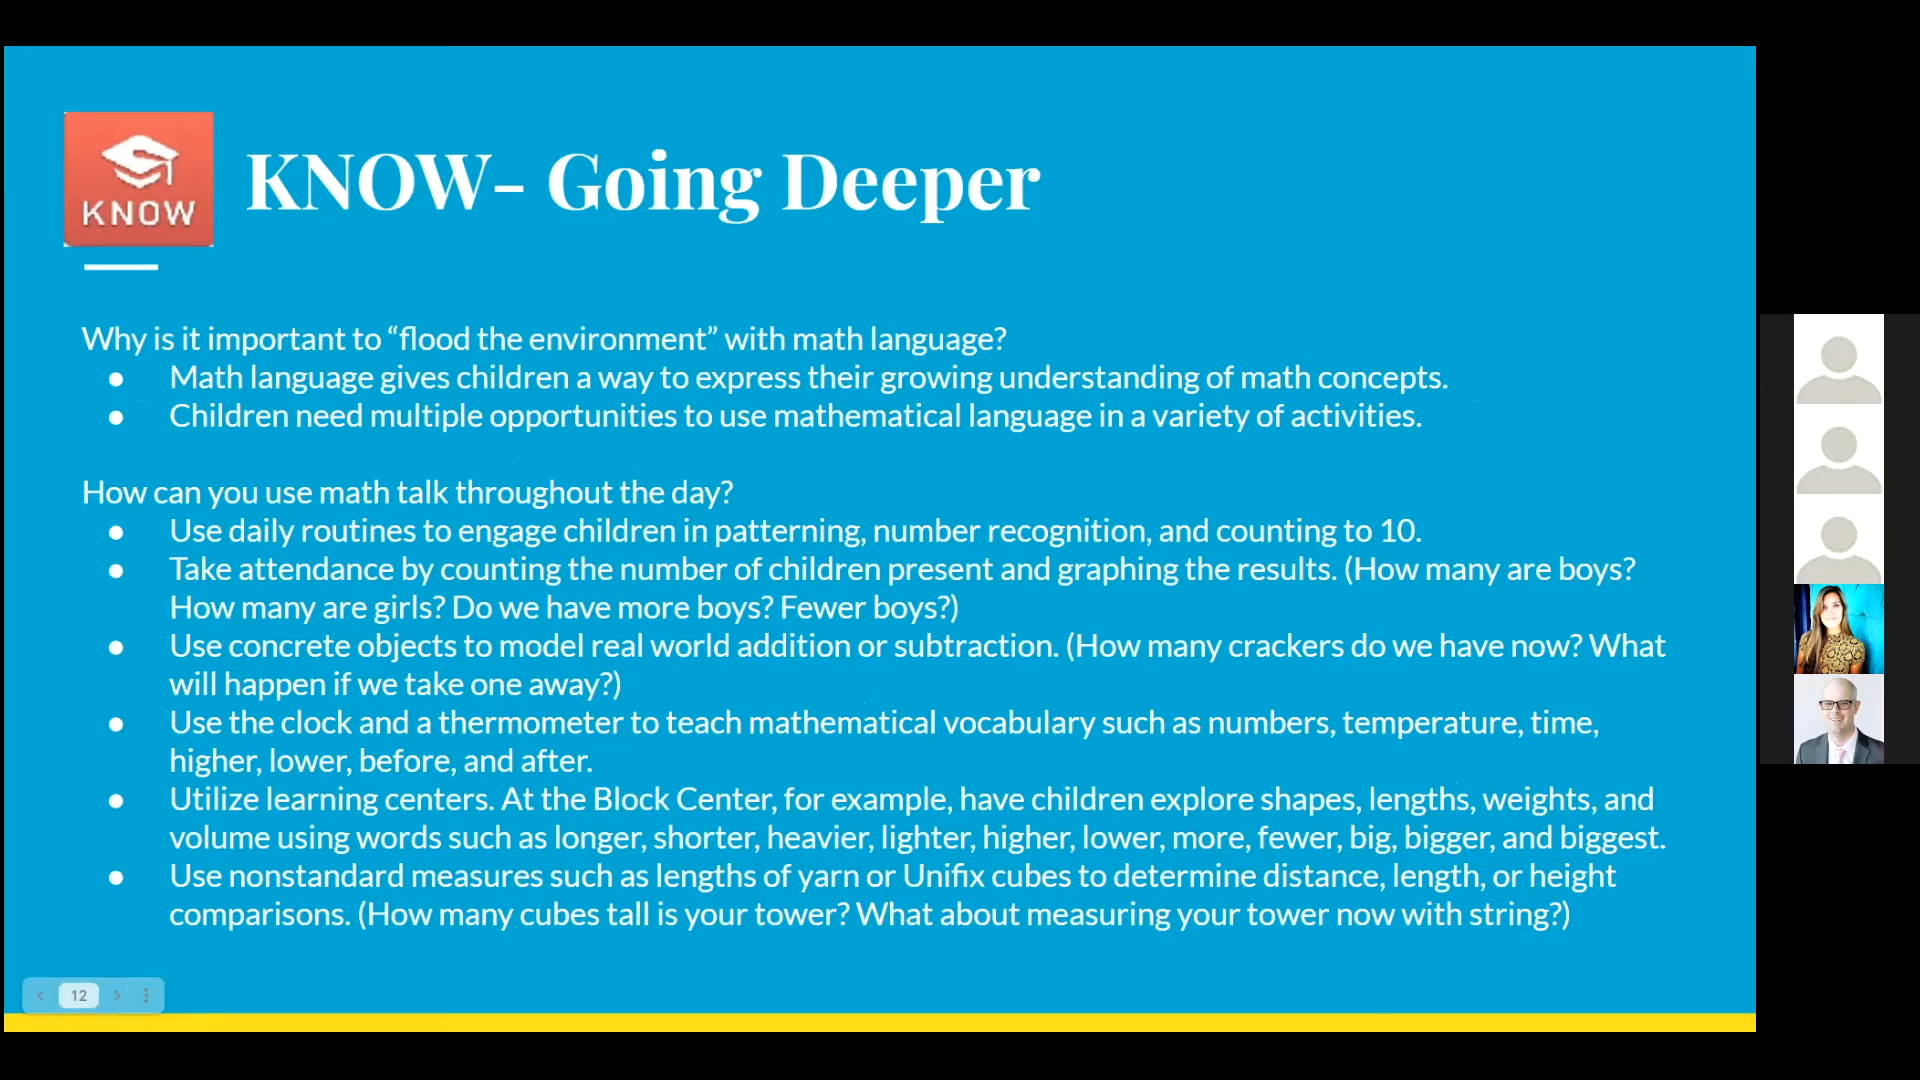 KNOW
KNOW- Going Deeper
Why is it important to “flood the environment” with math language?
● Math language gives children a way to express their growing understanding of math concepts.
● Children need multiple opportunities to use mathematical language in a variety of activities.
How can you use math talk throughout the day?
● Use daily routines to engage children in patterning, number recognition, and counting to 10.
● Take attendance by counting the number of children present and graphing the results. (How many are boys?
How many are girls? Do we have more boys? Fewer boys?)
● Use concrete objects to model real world addition or subtraction. (How many crackers do we have now? What
will happen if we take one away?)
● Use the clock and a thermometer to teach mathematical vocabulary such as numbers, temperature, time,
higher, lower, before, and after.
● Utilize learning centers. At the Block Center, for example, have children explore shapes, lengths, weights, and
volume using words such as longer, shorter, heavier, lighter, higher, lower, more, fewer, big, bigger, and biggest.
● Use nonstandard measures such as lengths of yarn or Unifix cubes to determine distance, length, or height
comparisons. (How many cubes tall is your tower? What about measuring your tower now with string?)
12